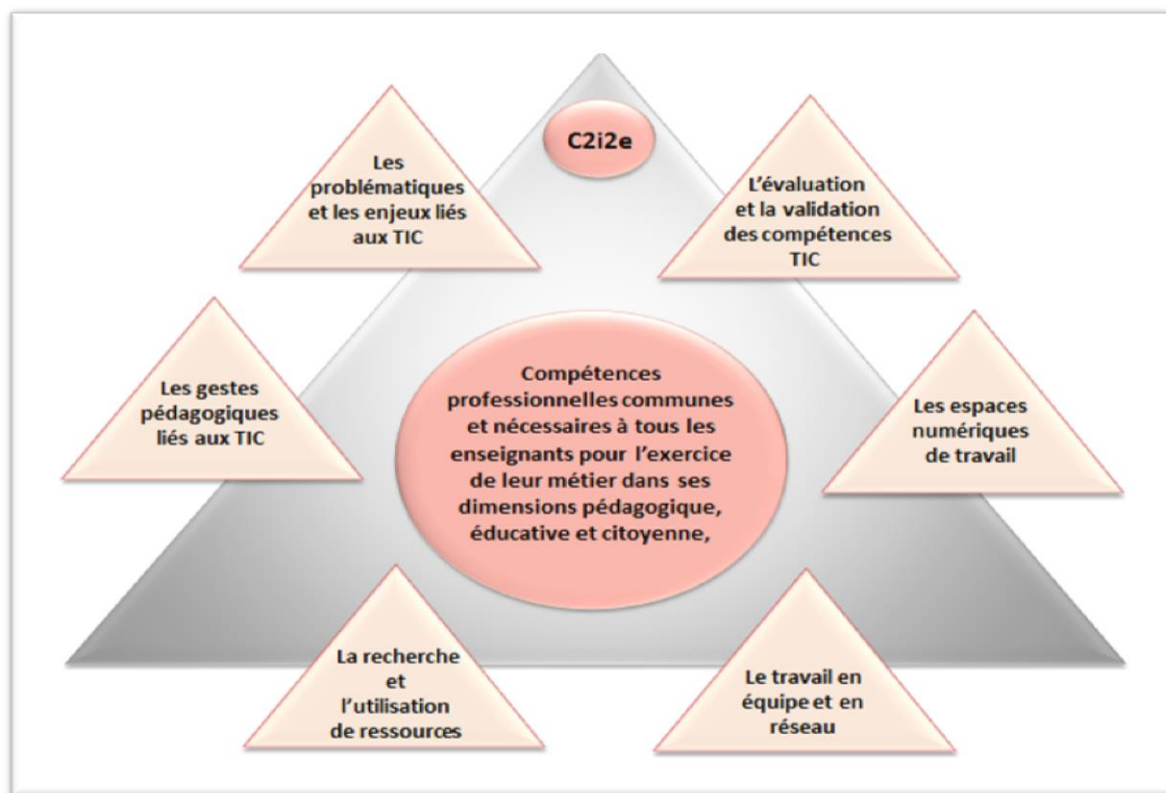 C2i2e
Les
problématiques
et les enjeux liés
aux TIC
L'évaluation
et la validation
des compétences
TIC
Les gestes
pédagogiques
liés aux TIC
Compétences
professionnelles communes
et nécessaires à tous les
enseignants pour l'exercice
de leur métier dans ses
dimensions pédagogique,
éducative et citoyenne,
Les espaces
numériques
de travail
La recherche
et
l'utilisation
de ressources
Le travail en
équipe et en
réseau